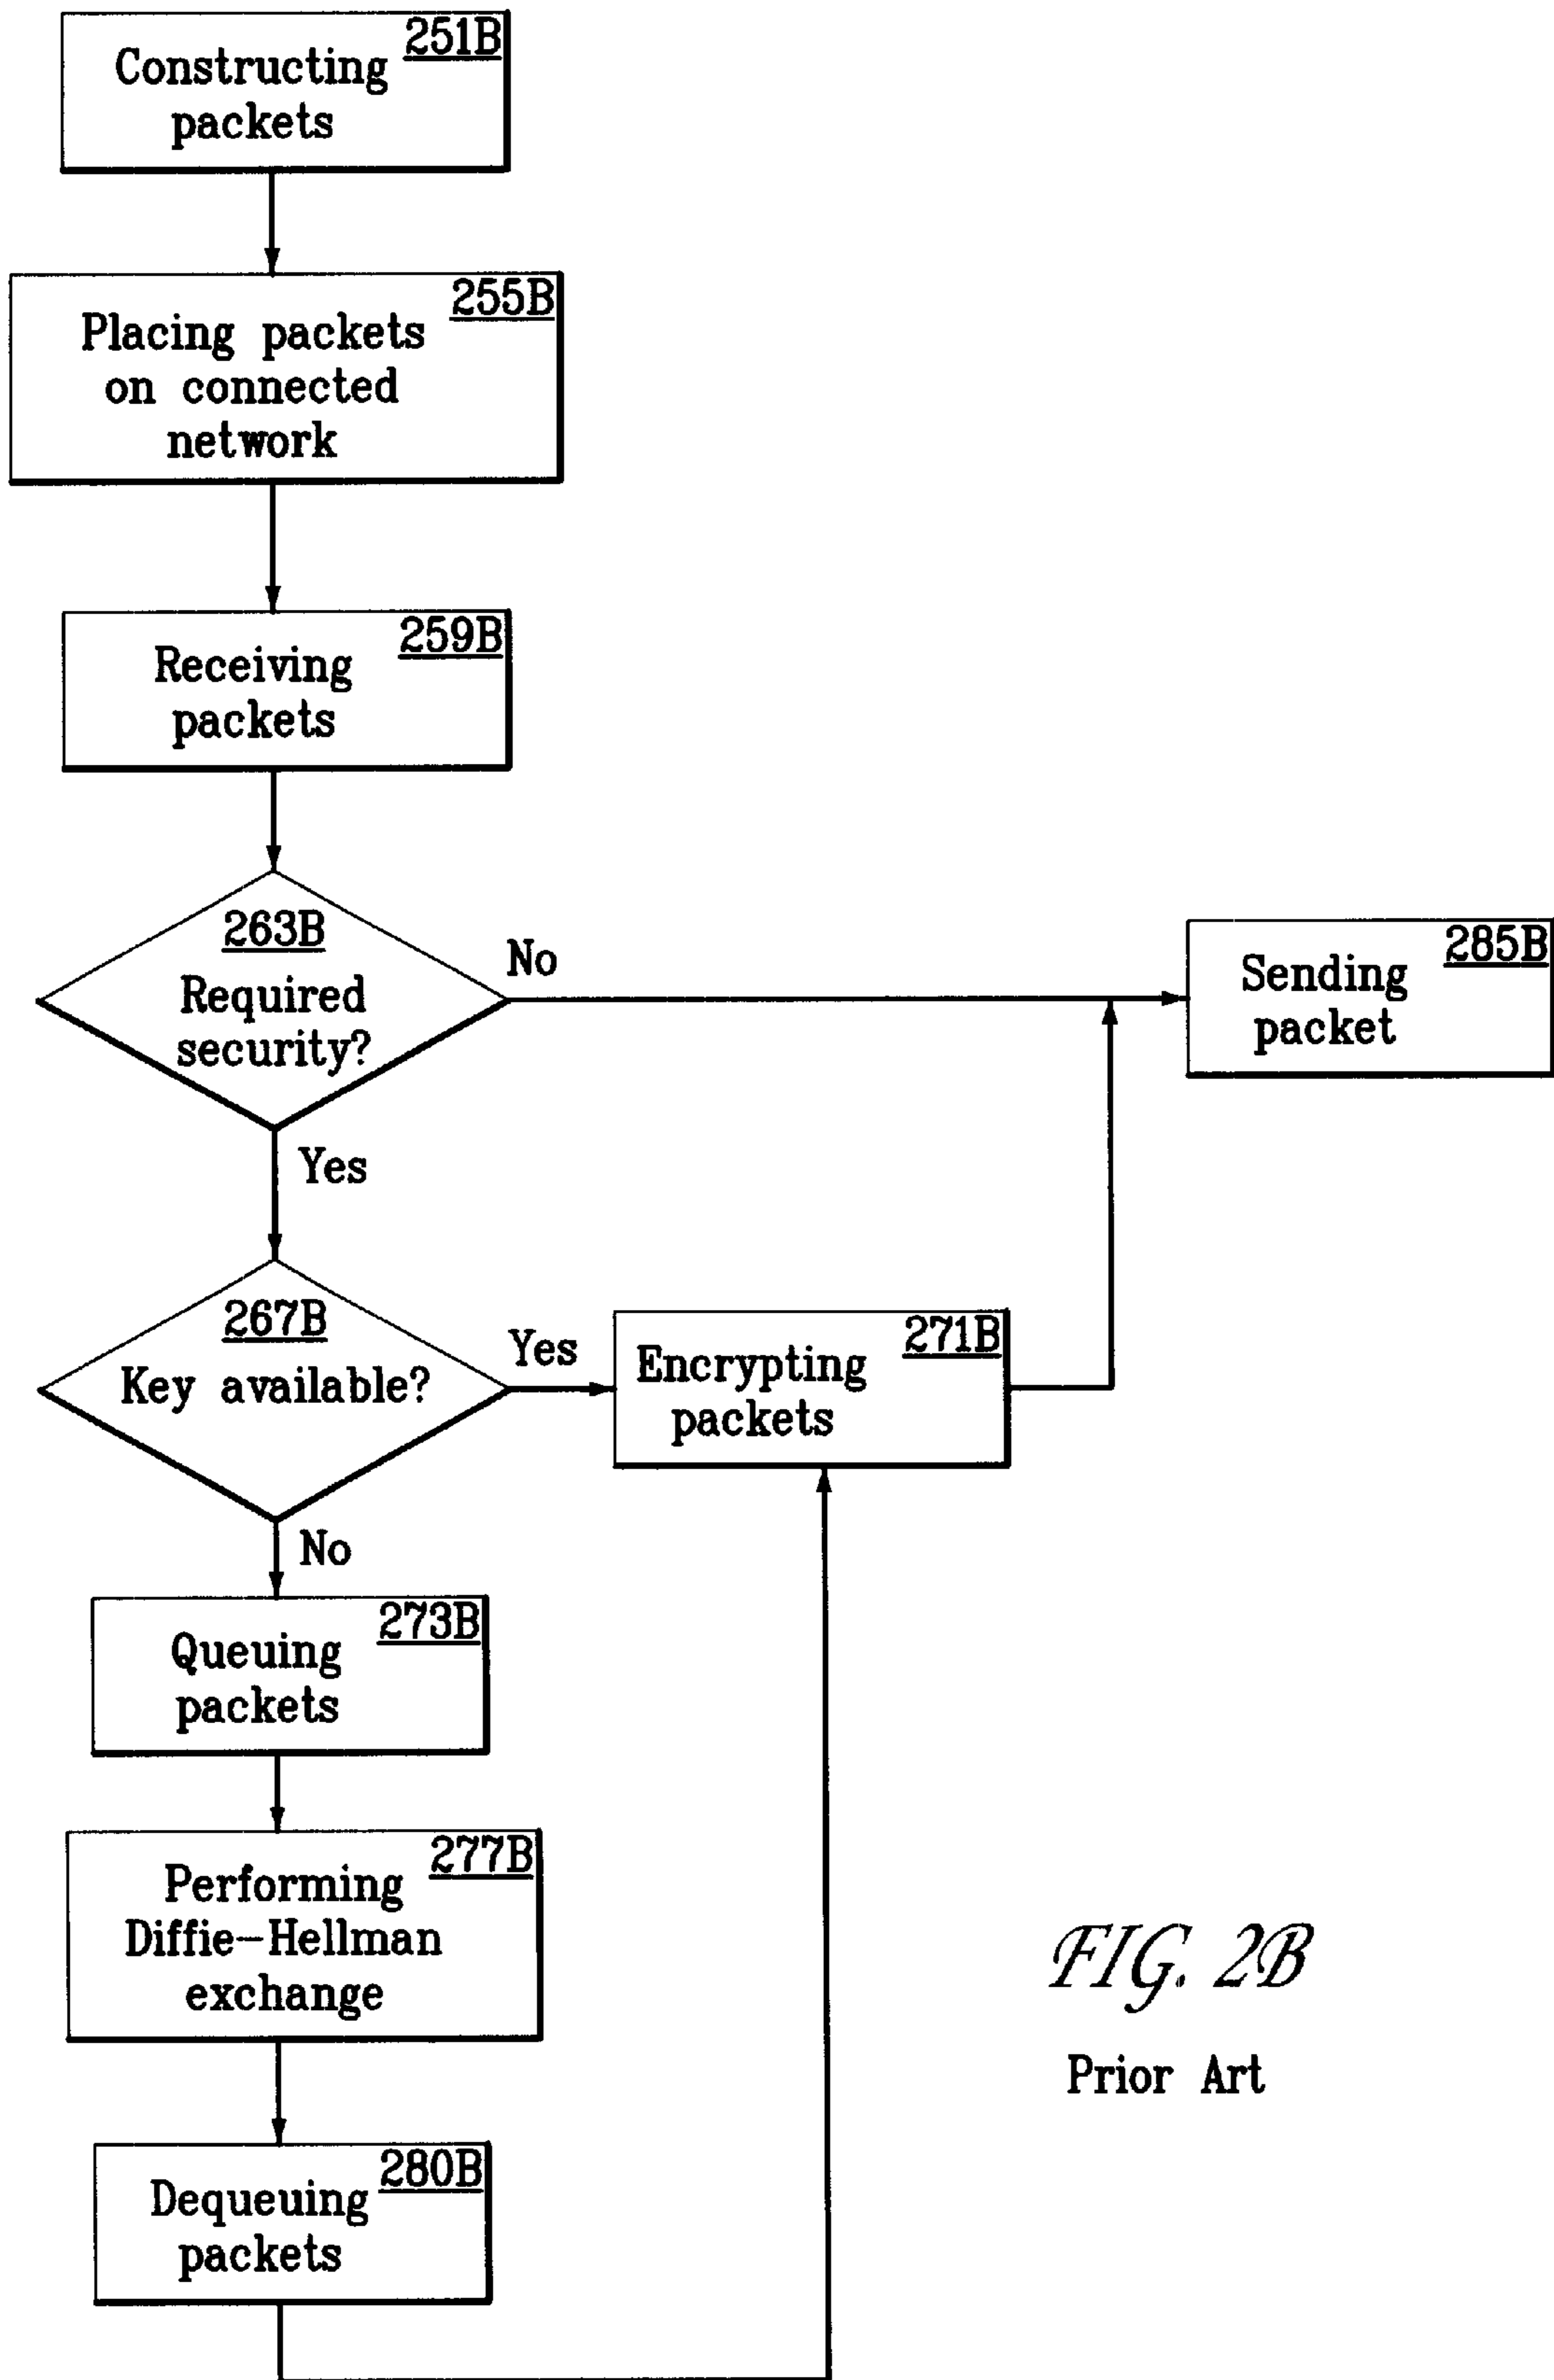 251B
Constructing
packets
255B
Placing packets
on connected
network
259B
Receiving
packets
263B
Required
security?
No
285B
Sending
packet
Yes
267B
Key available?
Yes
271B
Encrypting
packets
No
273B
Queuing
packets
277B
Performing
Diffie-Hellman
exchange
280B
Dequeuing
packets
FIG. 2B
Prior Art